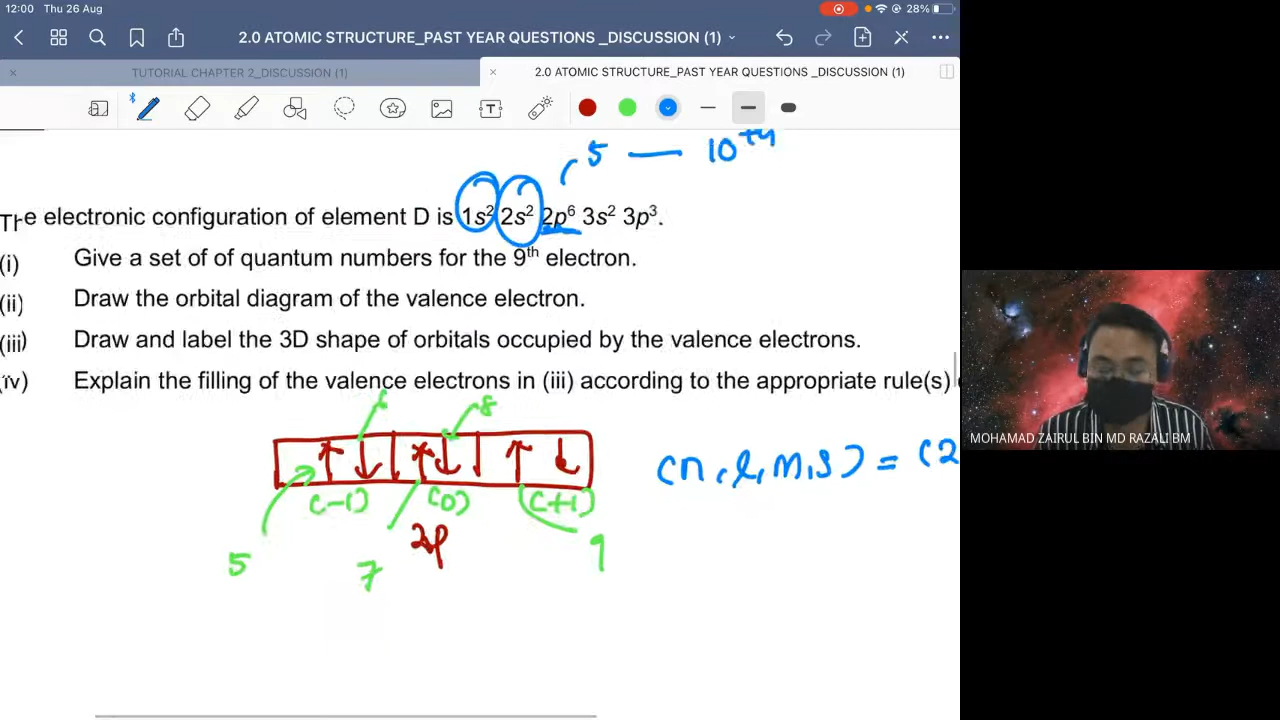 12:00 Thu 26 Aug
28%
2.0 ATOMIC STRUCTURE_PAST YEAR QUESTIONS _DISCUSSION (1)
TUTORIAL CHAPTER 2_DISCUSSION (1)
2.0 ATOMIC STRUCTURE_PAST YEAR QUESTIONS _DISCUSSION (1)
5 — 10
The electronic configuration of element D is 1s² 2s² 2p⁶ 3s² 3p³.
(i) Give a set of of quantum numbers for the 9th electron.
(ii) Draw the orbital diagram of the valence electron.
(iii) Draw and label the 3D shape of orbitals occupied by the valence electrons.
(iv) Explain the filling of the valence electrons in (iii) according to the appropriate rule(s)
6 8
(n, l, m, s) = (2
(-1) (0) (+1)
2p
5 7 9
MOHAMAD ZAIRUL BIN MD RAZALI BM